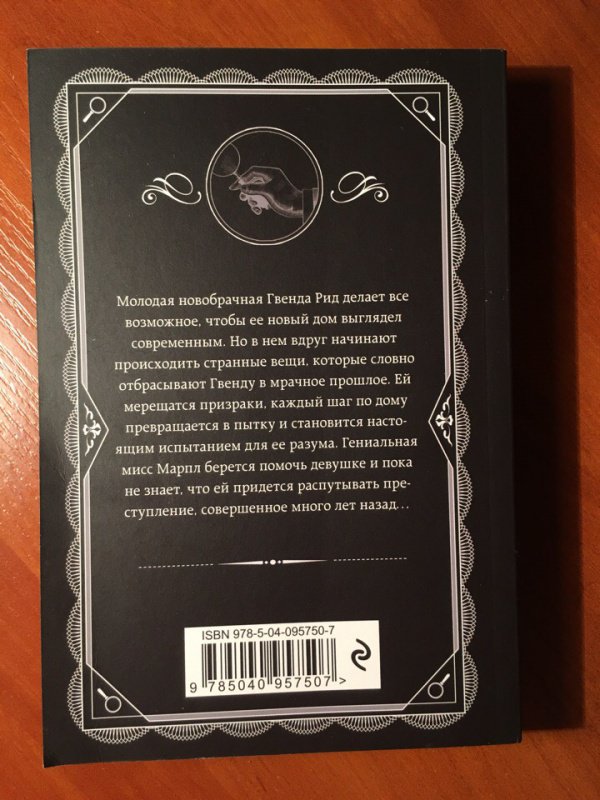 Молодая новобрачная Гвенда Рид делает все
возможное, чтобы ее новый дом выглядел
современным. Но в нем вдруг начинают
происходить странные вещи, которые словно
отбрасывают Гвенду в мрачное прошлое. Ей
мерещатся призраки, каждый шаг по дому
превращается в пытку и становится насто-
ящим испытанием для ее разума. Гениальная
мисс Марпл берется помочь девушке и пока
не знает, что ей придется распутывать пре-
ступление, совершенное много лет назад...
ISBN 978-5-04-095750-7
9 785040 957507 >